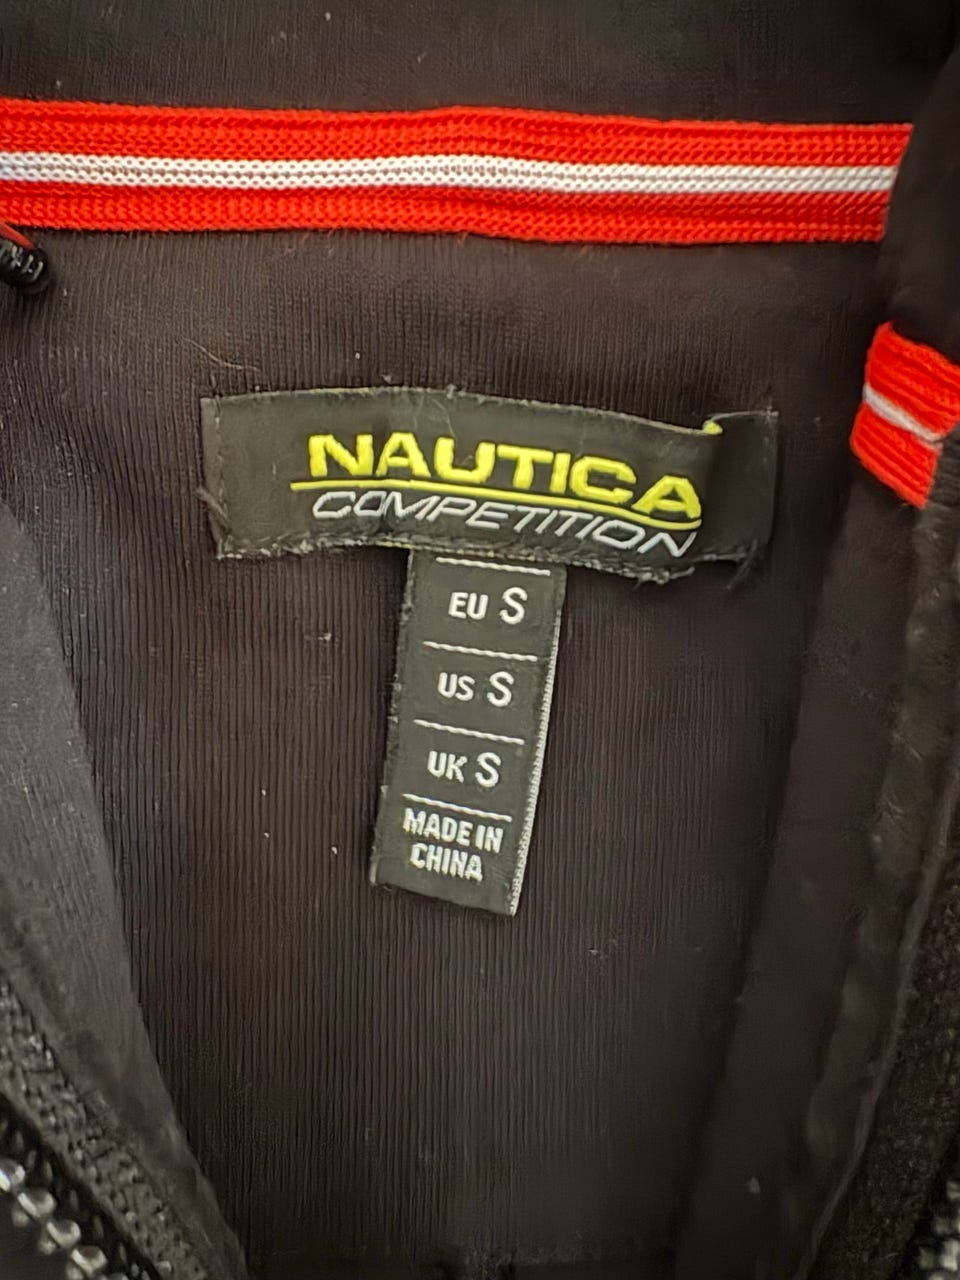 NAUTICA
COMPETITION
EU S
US S
UK S
MADE IN
CHINA